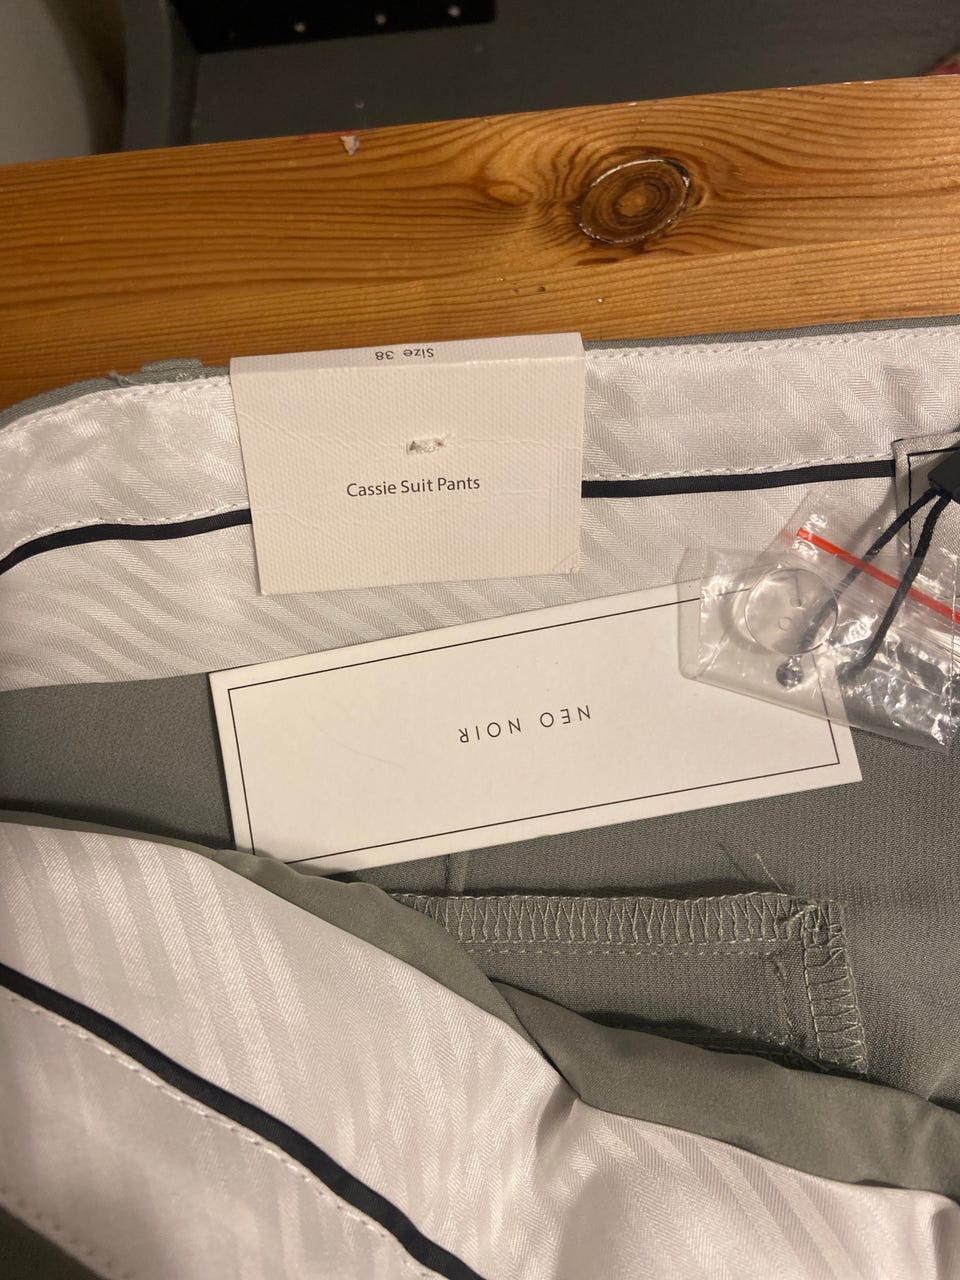 Size 38
Cassie Suit Pants
NEO NOIR